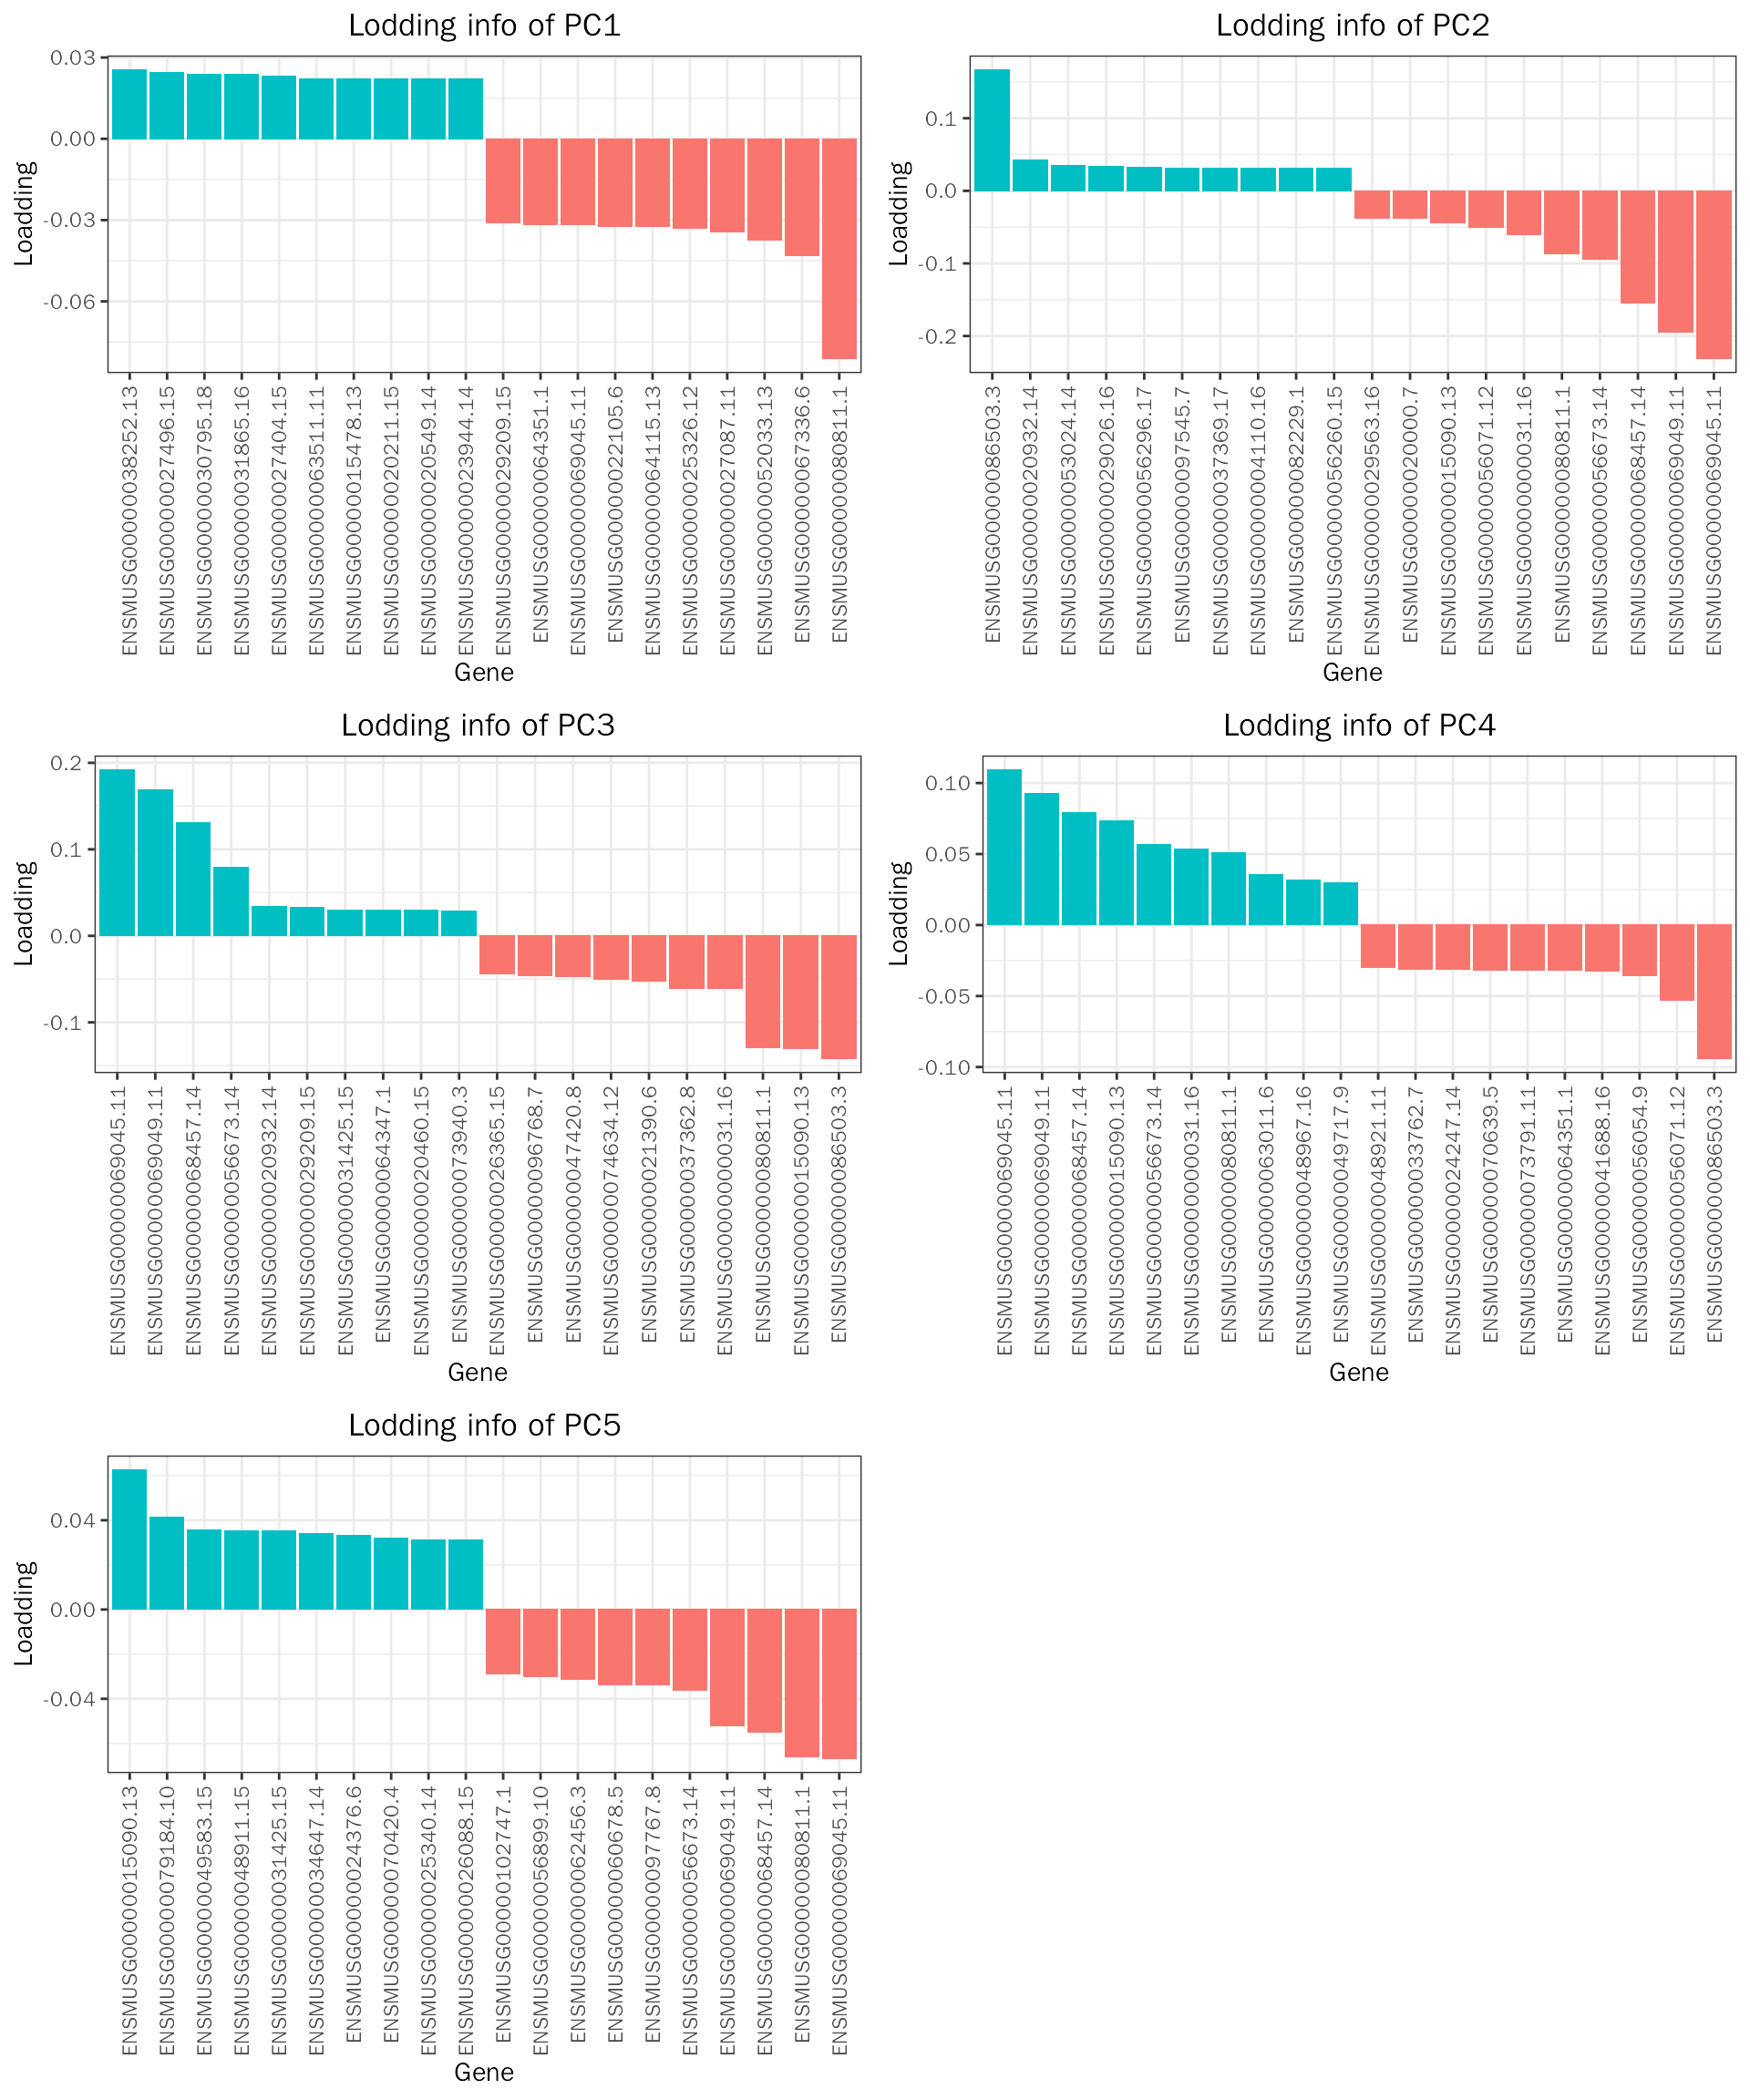 Lodding info of PC1
Loadding
0.03
0.00
-0.03
-0.06
ENSMUSG00000038252.13
ENSMUSG00000027496.15
ENSMUSG00000030795.18
ENSMUSG00000031865.16
ENSMUSG00000027404.15
ENSMUSG00000063511.11
ENSMUSG00000015478.13
ENSMUSG00000020211.15
ENSMUSG00000020549.14
ENSMUSG00000023944.14
ENSMUSG00000029209.15
ENSMUSG00000064351.1
ENSMUSG00000069045.11
ENSMUSG00000022105.6
ENSMUSG00000064115.13
ENSMUSG00000025326.12
ENSMUSG00000027087.11
ENSMUSG00000052033.13
ENSMUSG00000067336.6
ENSMUSG00000080811.1
Gene
Lodding info of PC2
Loadding
0.1
0.0
-0.1
-0.2
ENSMUSG00000086503.3
ENSMUSG00000020932.14
ENSMUSG00000053024.14
ENSMUSG00000029026.16
ENSMUSG00000056296.17
ENSMUSG00000097545.7
ENSMUSG00000037369.17
ENSMUSG00000004110.16
ENSMUSG00000082229.1
ENSMUSG00000056260.15
ENSMUSG00000029563.16
ENSMUSG00000020000.7
ENSMUSG00000015090.13
ENSMUSG00000056071.12
ENSMUSG00000000031.16
ENSMUSG00000080811.1
ENSMUSG00000056673.14
ENSMUSG00000068457.14
ENSMUSG00000069049.11
ENSMUSG00000069045.11
Gene
Lodding info of PC3
Loadding
0.2
0.1
0.0
-0.1
ENSMUSG00000069045.11
ENSMUSG00000069049.11
ENSMUSG00000068457.14
ENSMUSG00000056673.14
ENSMUSG00000020932.14
ENSMUSG00000029209.15
ENSMUSG00000031425.15
ENSMUSG00000064347.1
ENSMUSG00000020460.15
ENSMUSG00000073940.3
ENSMUSG00000026365.15
ENSMUSG00000096768.7
ENSMUSG00000047420.8
ENSMUSG00000074634.12
ENSMUSG00000021390.6
ENSMUSG00000037362.8
ENSMUSG00000000031.16
ENSMUSG00000080811.1
ENSMUSG00000015090.13
ENSMUSG00000086503.3
Gene
Lodding info of PC4
Loadding
0.10
0.05
0.00
-0.05
-0.10
ENSMUSG00000069045.11
ENSMUSG00000069049.11
ENSMUSG00000068457.14
ENSMUSG00000015090.13
ENSMUSG00000056673.14
ENSMUSG00000000031.16
ENSMUSG00000080811.1
ENSMUSG00000063011.6
ENSMUSG00000048967.16
ENSMUSG00000049717.9
ENSMUSG00000048921.11
ENSMUSG00000033762.7
ENSMUSG00000024247.14
ENSMUSG00000070639.5
ENSMUSG00000073791.11
ENSMUSG00000064351.1
ENSMUSG00000041688.16
ENSMUSG00000056054.9
ENSMUSG00000056071.12
ENSMUSG00000086503.3
Gene
Lodding info of PC5
Loadding
0.04
0.00
-0.04
ENSMUSG00000015090.13
ENSMUSG00000079184.10
ENSMUSG00000049583.15
ENSMUSG00000048911.15
ENSMUSG00000031425.15
ENSMUSG00000034647.14
ENSMUSG00000024376.6
ENSMUSG00000070420.4
ENSMUSG00000025340.14
ENSMUSG00000026088.15
ENSMUSG00000102747.1
ENSMUSG00000056899.10
ENSMUSG00000062456.3
ENSMUSG00000060678.5
ENSMUSG00000097767.8
ENSMUSG00000056673.14
ENSMUSG00000069049.11
ENSMUSG00000068457.14
ENSMUSG00000080811.1
ENSMUSG00000069045.11
Gene